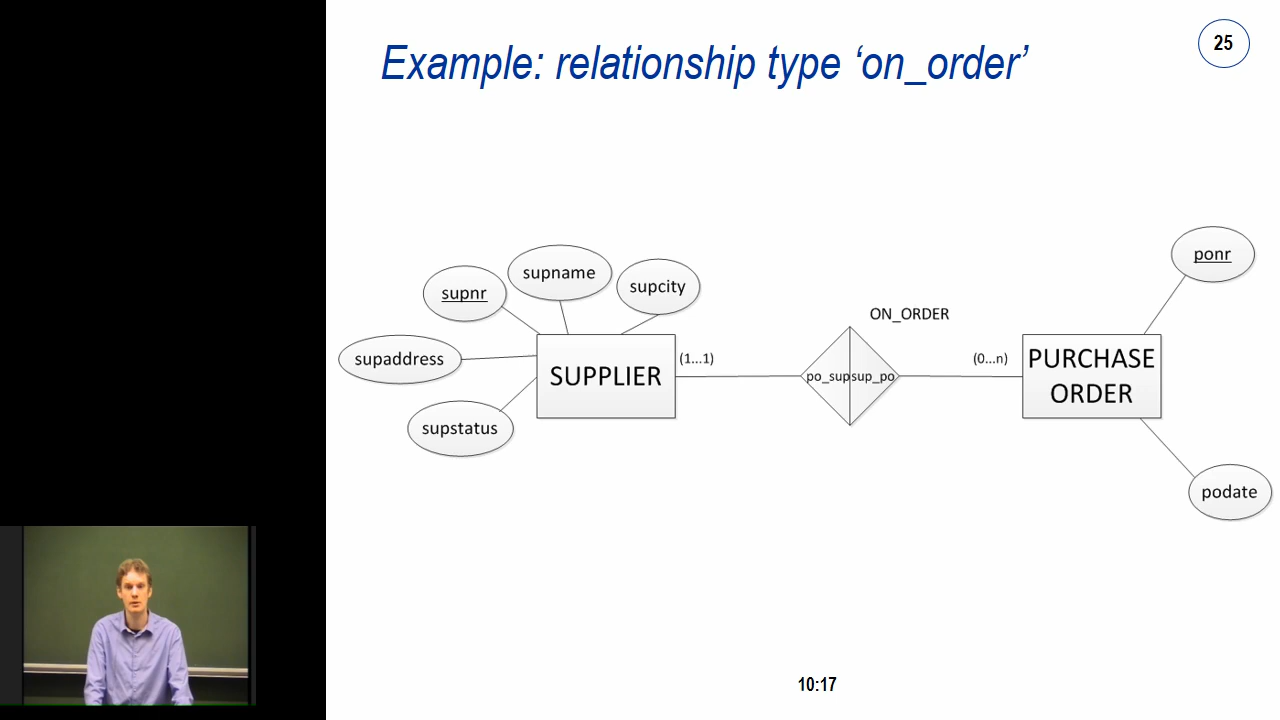 Example: relationship type ‘on_order’
25
supname
supcity
supnr
ponr
ON_ORDER
supaddress
(1...1)
(0...n)
SUPPLIER
po_sup
sup_po
PURCHASE
ORDER
supstatus
podate
10:17